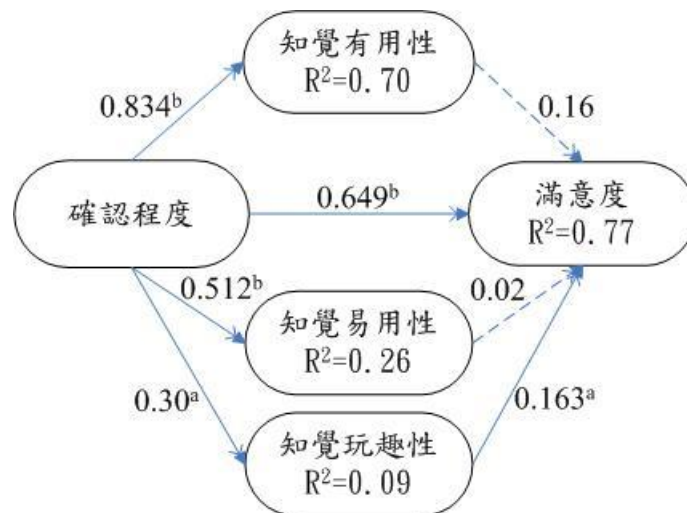 知覺有用性
R²=0.70
0.834ᵇ
0.16
確認程度
0.649ᵇ
滿意度
R²=0.77
0.512ᵇ
0.02
知覺易用性
R²=0.26
0.30ᵃ
0.163ᵃ
知覺玩趣性
R²=0.09